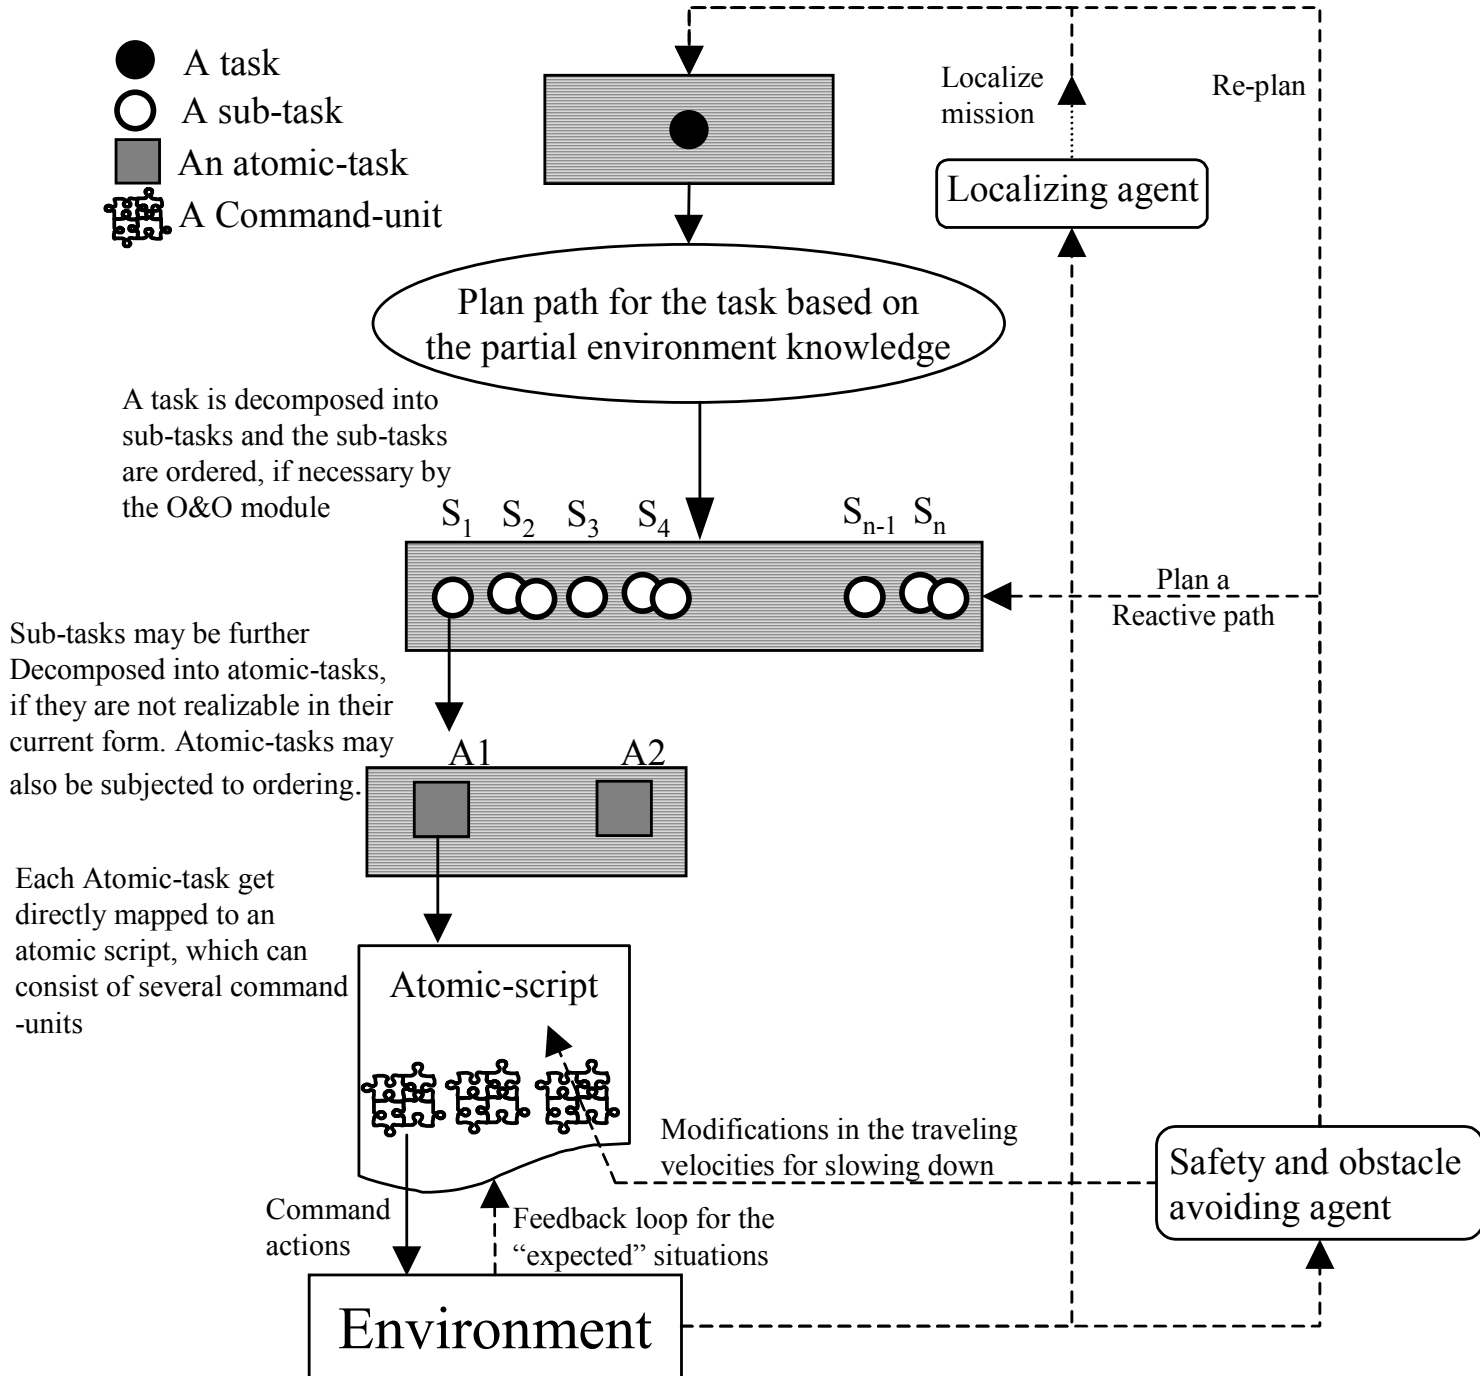 A task
A sub-task
An atomic-task
A Command-unit
Localize
mission
Re-plan
Localizing agent
Plan path for the task based on
the partial environment knowledge
A task is decomposed into
sub-tasks and the sub-tasks
are ordered, if necessary by
the O&O module
S1 S2 S3 S4 Sn-1 Sn
Plan a
Reactive path
Sub-tasks may be further
Decomposed into atomic-tasks,
if they are not realizable in their
current form. Atomic-tasks may
also be subjected to ordering.
A1 A2
Each Atomic-task get
directly mapped to an
atomic script, which can
consist of several command
-units
Atomic-script
Modifications in the traveling
velocities for slowing down
Safety and obstacle
avoiding agent
Command
actions
Feedback loop for the
“expected” situations
Environment